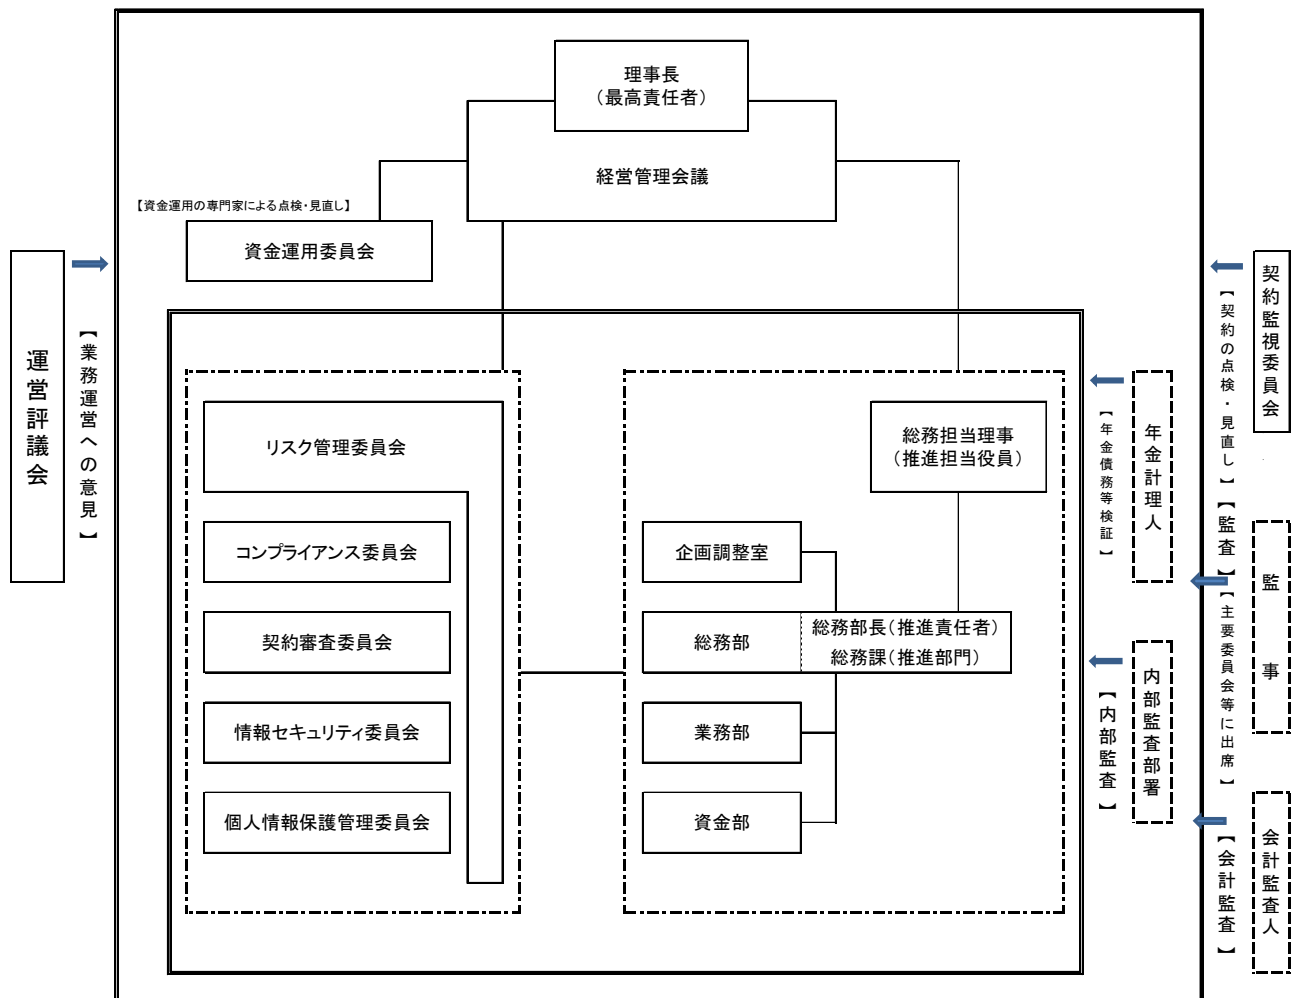 理事長
（最高責任者）
経営管理会議
【資金運用の専門家による点検・見直し】
資金運用委員会
運営評議会
【業務運営への意見】
リスク管理委員会
コンプライアンス委員会
契約審査委員会
情報セキュリティ委員会
個人情報保護管理委員会
総務担当理事
（推進担当役員）
企画調整室
総務部
総務部長（推進責任者）
総務課（推進部門）
業務部
資金部
【年金債務等検証】
年金計理人
【内部監査】
内部監査部署
【契約の点検・見直し】
契約監視委員会
【監査】
【主要委員会等に出席】
監事
【会計監査】
会計監査人